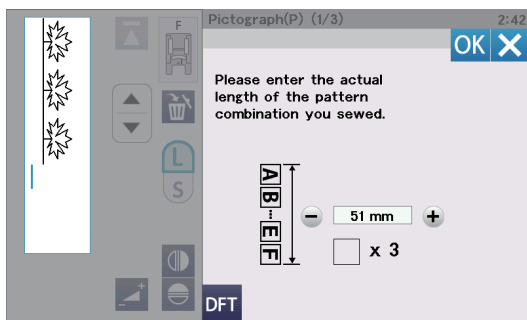 Pictograph(P) (1/3)
2:42
F
OK
Please enter the actual
length of the pattern
combination you sewed.
L
S
A
B
E
F
51 mm
x 3
DFT